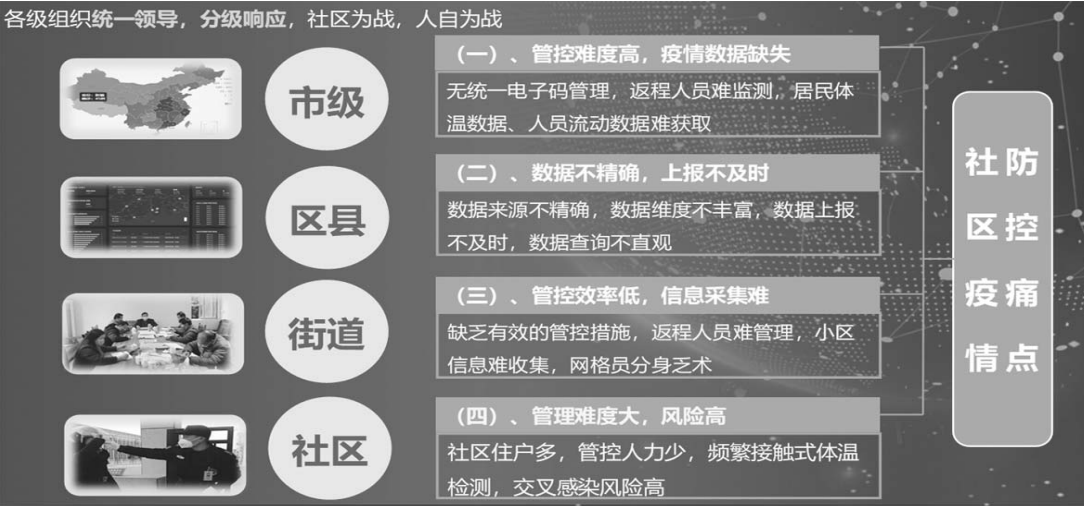 各级组织统一领导，分级响应，社区为战，人自为战
市级
（一）、管控难度高，疫情数据缺失
无统一电子码管理，返程人员难监测，居民体
温数据、人员流动数据难获取
区县
（二）、数据不精确，上报不及时
数据来源不精确，数据维度不丰富，数据上报
不及时，数据查询不直观
街道
（三）、管控效率低，信息采集难
缺乏有效的管控措施，返程人员难管理，小区
信息难收集，网格员分身乏术
社区
（四）、管理难度大，风险高
社区住户多，管控人力少，频繁接触式体温
检测，交叉感染风险高
社区疫情
防控痛点